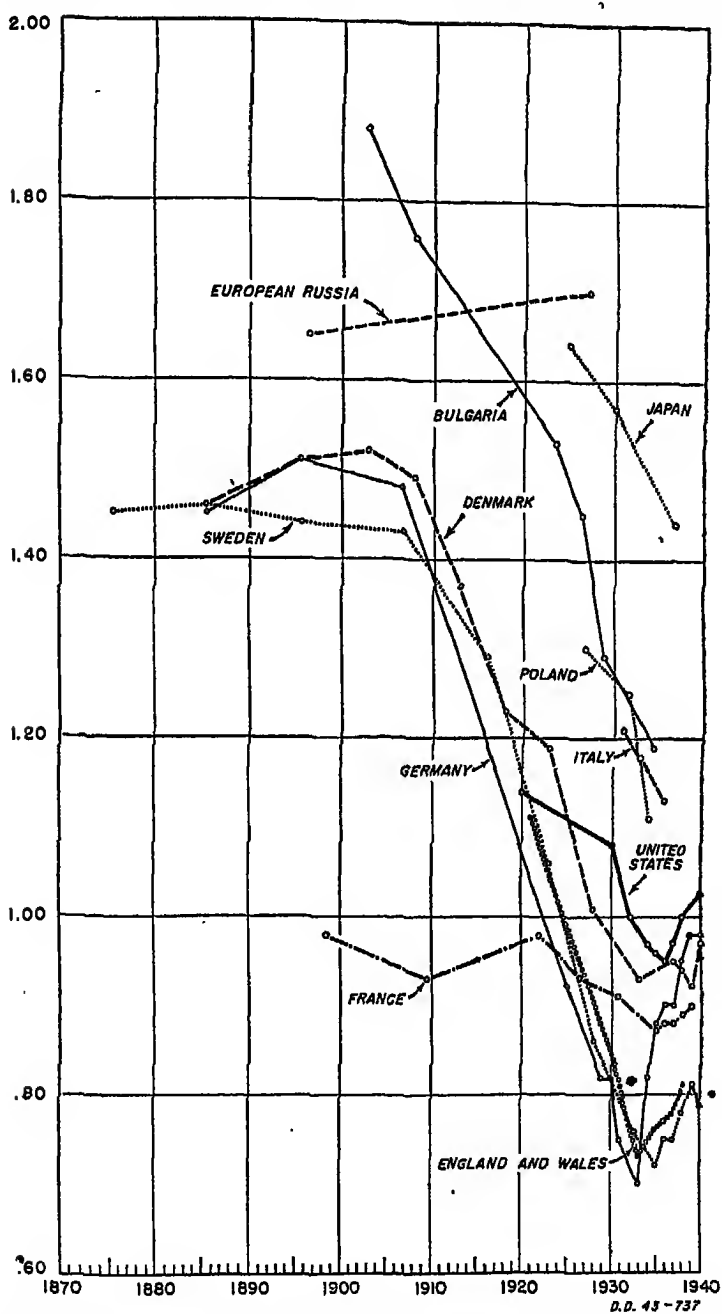 2.00
1.80
EUROPEAN RUSSIA
1.60
BULGARIA
JAPAN
DENMARK
SWEDEN
1.40
POLAND
1.20
GERMANY
ITALY
UNITED
STATES
1.00
FRANCE
.80
ENGLAND AND WALES
.60
1870 1880 1890 1900 1910 1920 1930 1940
D.D. 43-737